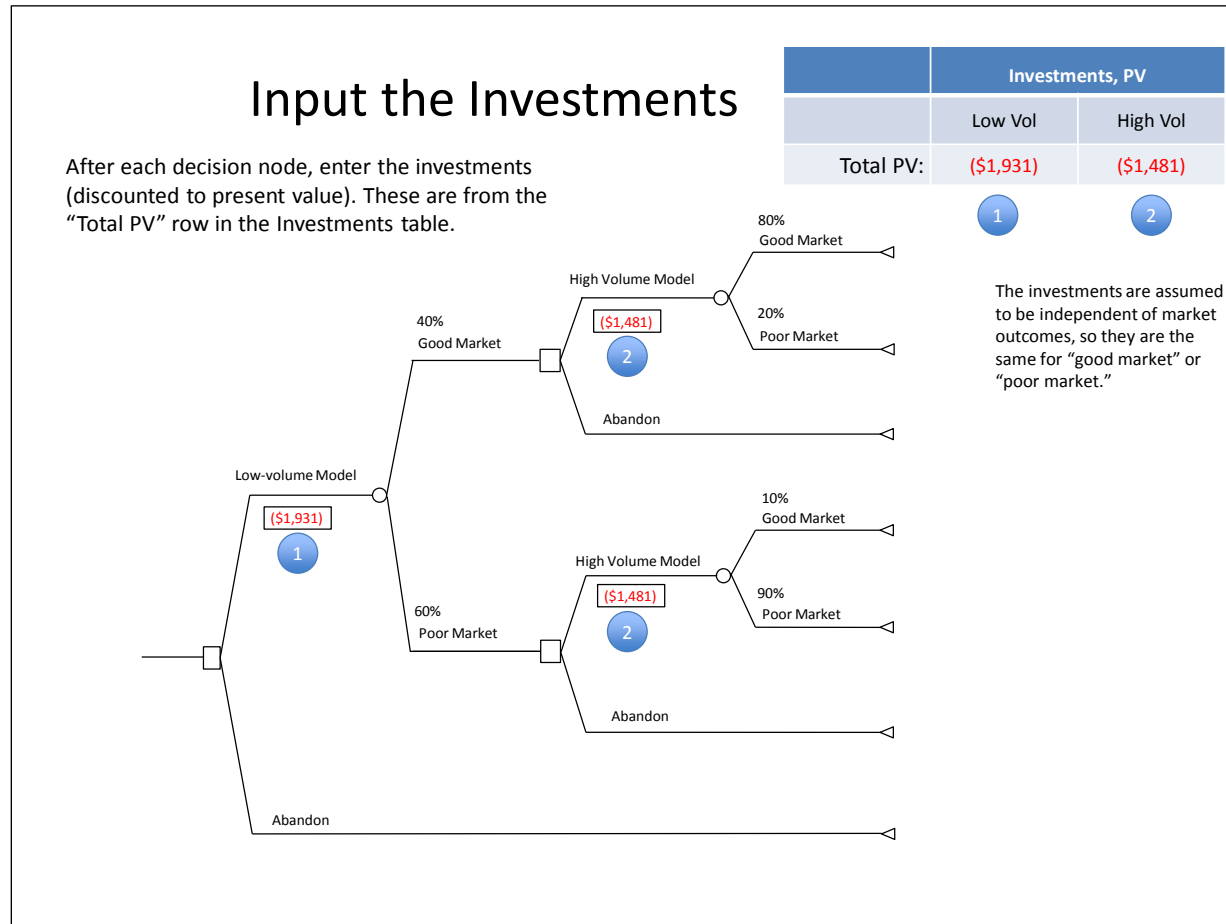 Input the Investments
Investments, PV
Low Vol High Vol
Total PV: ($1,931) ($1,481)
1 2
After each decision node, enter the investments
(discounted to present value). These are from the
“Total PV” row in the Investments table.
The investments are assumed
to be independent of market
outcomes, so they are the
same for “good market” or
“poor market.”
80%
Good Market
High Volume Model
($1,481)
2
20%
Poor Market
40%
Good Market
Abandon
Low-volume Model
($1,931)
1
10%
Good Market
High Volume Model
($1,481)
2
90%
Poor Market
60%
Poor Market
Abandon
Abandon